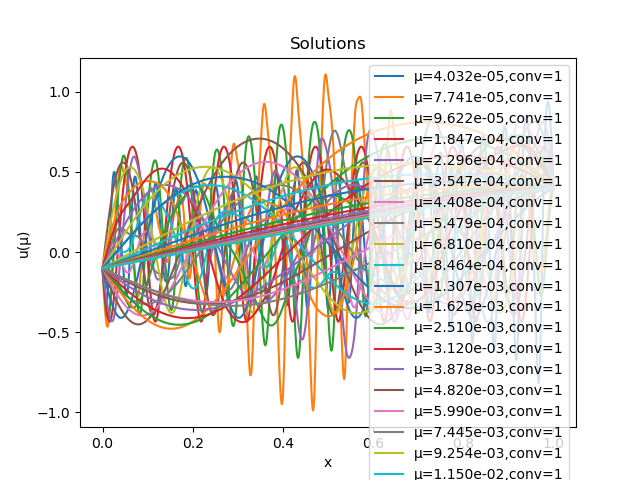 Solutions
u(μ)
1.0
0.5
0.0
−0.5
−1.0
0.0
0.2
0.4
0.6
0.8
1.0
x
μ=4.032e-05,conv=1
μ=7.741e-05,conv=1
μ=9.622e-05,conv=1
μ=1.847e-04,conv=1
μ=2.296e-04,conv=1
μ=3.547e-04,conv=1
μ=4.408e-04,conv=1
μ=5.479e-04,conv=1
μ=6.810e-04,conv=1
μ=8.464e-04,conv=1
μ=1.307e-03,conv=1
μ=1.625e-03,conv=1
μ=2.510e-03,conv=1
μ=3.120e-03,conv=1
μ=3.878e-03,conv=1
μ=4.820e-03,conv=1
μ=5.990e-03,conv=1
μ=7.445e-03,conv=1
μ=9.254e-03,conv=1
μ=1.150e-02,conv=1